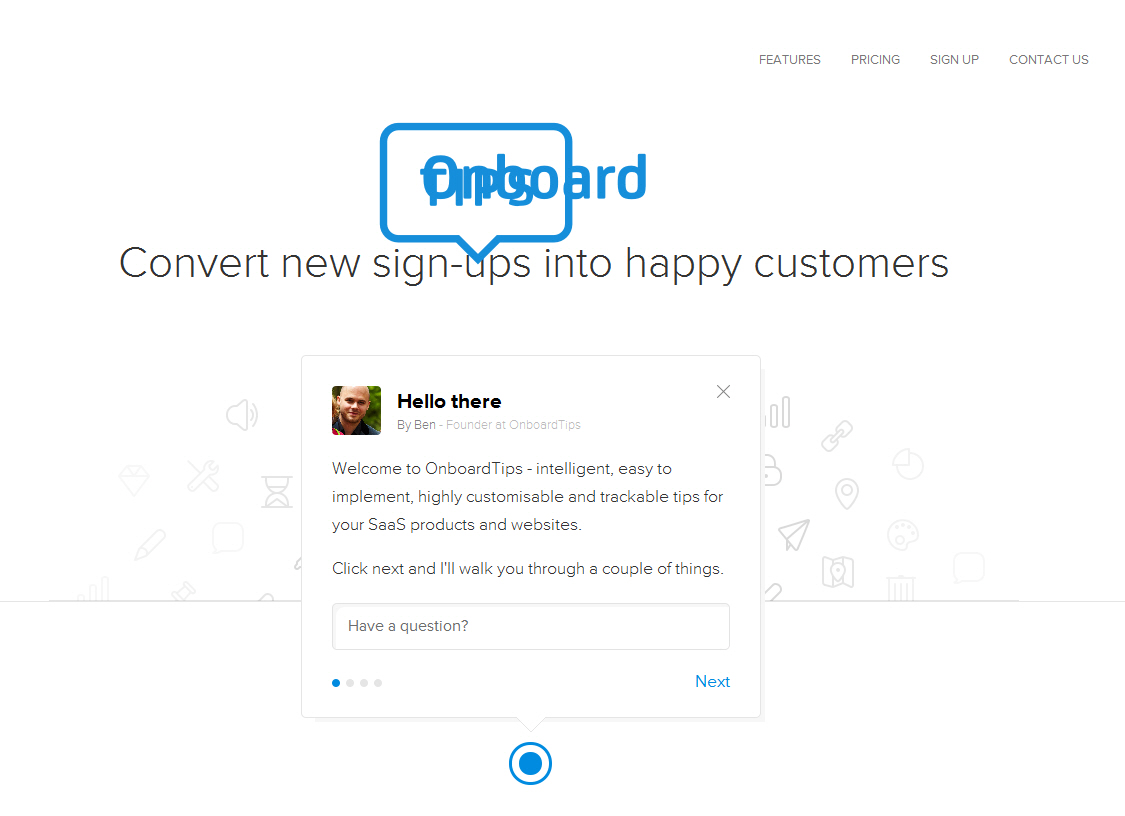 FEATURES PRICING SIGN UP CONTACT US
Onboard
tips
Convert new sign-ups into happy customers
Hello there
By Ben - Founder at OnboardTips
Welcome to OnboardTips - intelligent, easy to
implement, highly customisable and trackable tips for
your SaaS products and websites.
Click next and I'll walk you through a couple of things.
Have a question?
Next